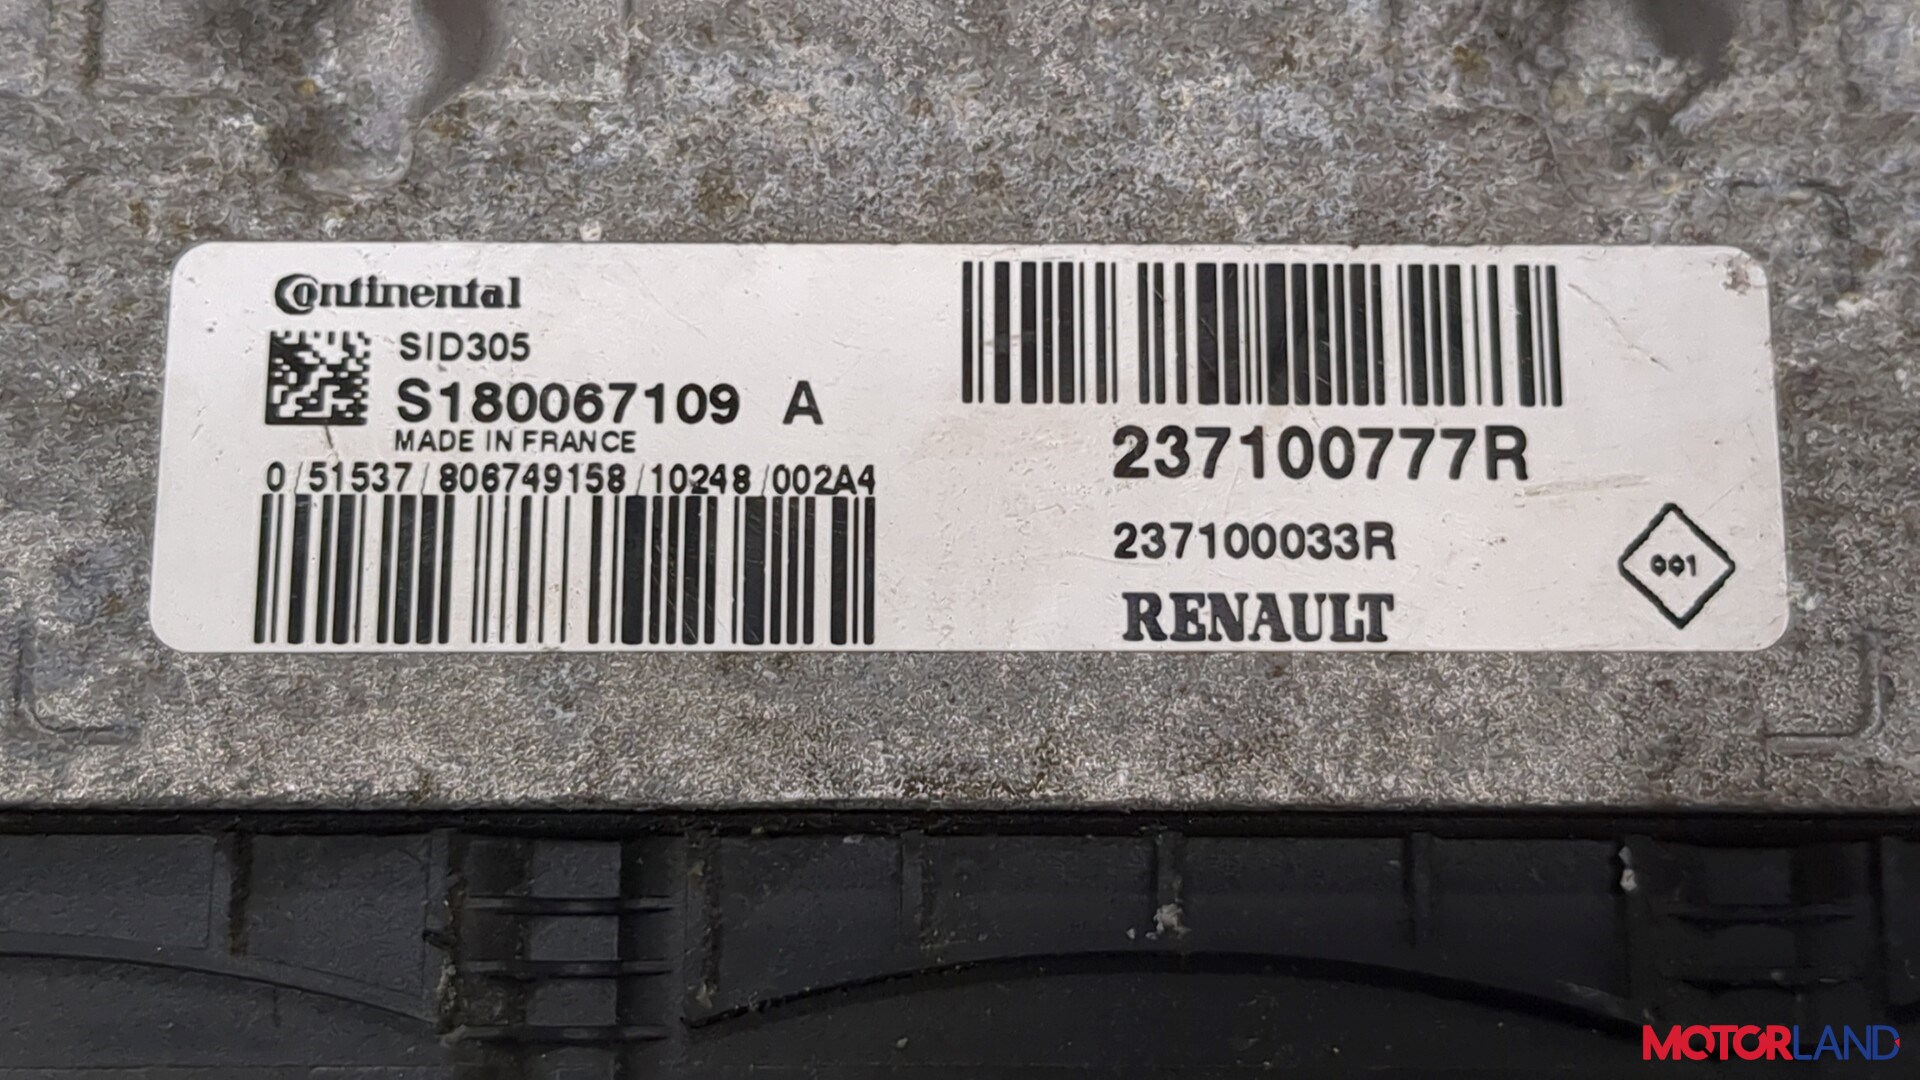 Continental
SID305
S180067109 A
MADE IN FRANCE
0/51537/806749158/10248/002A4
237100777R
237100033R
RENAULT
001
MOTORLAND